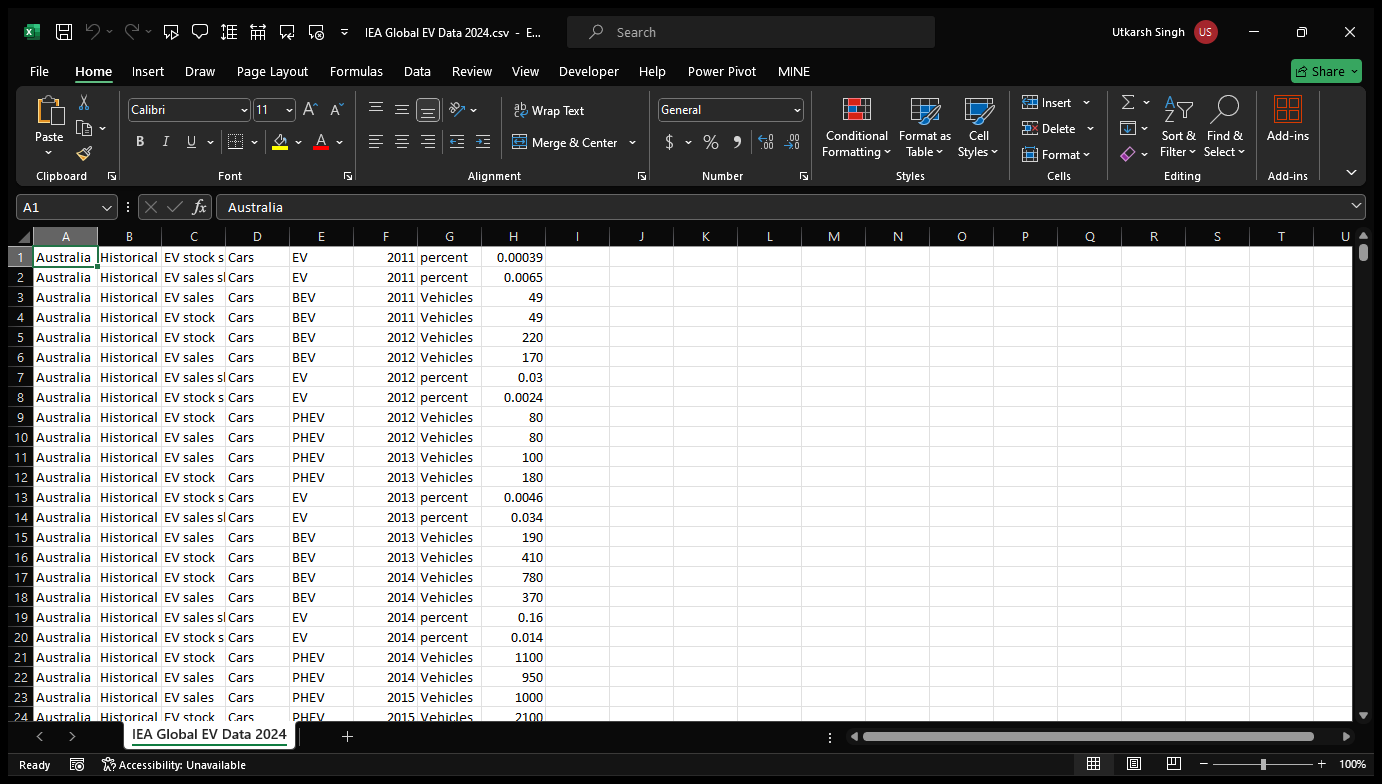 IEA Global EV Data 2024.csv - E...
Search
Utkarsh Singh US
File Home Insert Draw Page Layout Formulas Data Review View Developer Help Power Pivot MINE Share
Paste
Clipboard
Calibri 11
B I U
Font
Wrap Text
Merge & Center
Alignment
General
$ % 9
Number
Conditional Formatting
Format as Table
Cell Styles
Styles
Insert
Delete
Format
Cells
Sort & Filter
Find & Select
Editing
Add-ins
Add-ins
A1 fx Australia
A B C D E F G H I J K L M N O P Q R S T U
1 Australia Historical EV stock s Cars EV 2011 percent 0.00039
2 Australia Historical EV sales sl Cars EV 2011 percent 0.0065
3 Australia Historical EV sales Cars BEV 2011 Vehicles 49
4 Australia Historical EV stock Cars BEV 2011 Vehicles 49
5 Australia Historical EV stock Cars BEV 2012 Vehicles 220
6 Australia Historical EV sales Cars BEV 2012 Vehicles 170
7 Australia Historical EV sales sl Cars EV 2012 percent 0.03
8 Australia Historical EV stock s Cars EV 2012 percent 0.0024
9 Australia Historical EV stock Cars PHEV 2012 Vehicles 80
10 Australia Historical EV sales Cars PHEV 2012 Vehicles 80
11 Australia Historical EV sales Cars PHEV 2013 Vehicles 100
12 Australia Historical EV stock Cars PHEV 2013 Vehicles 180
13 Australia Historical EV stock s Cars EV 2013 percent 0.0046
14 Australia Historical EV sales sl Cars EV 2013 percent 0.034
15 Australia Historical EV sales Cars BEV 2013 Vehicles 190
16 Australia Historical EV stock Cars BEV 2013 Vehicles 410
17 Australia Historical EV stock Cars BEV 2014 Vehicles 780
18 Australia Historical EV sales Cars BEV 2014 Vehicles 370
19 Australia Historical EV sales sl Cars EV 2014 percent 0.16
20 Australia Historical EV stock s Cars EV 2014 percent 0.014
21 Australia Historical EV stock Cars PHEV 2014 Vehicles 1100
22 Australia Historical EV sales Cars PHEV 2014 Vehicles 950
23 Australia Historical EV sales Cars PHEV 2015 Vehicles 1000
24 Australia Historical EV stock Cars PHEV 2015 Vehicles 2100
IEA Global EV Data 2024
Ready Accessibility: Unavailable 100%